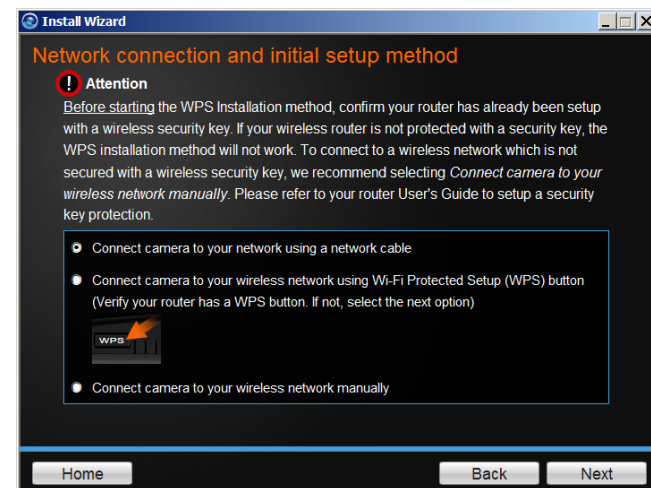 Install Wizard
Network connection and initial setup method
! Attention
Before starting the WPS Installation method, confirm your router has already been setup
with a wireless security key. If your wireless router is not protected with a security key, the
WPS installation method will not work. To connect to a wireless network which is not
secured with a wireless security key, we recommend selecting Connect camera to your
wireless network manually. Please refer to your router User's Guide to setup a security
key protection.
Connect camera to your network using a network cable
Connect camera to your wireless network using Wi-Fi Protected Setup (WPS) button
(Verify your router has a WPS button. If not, select the next option)
WPS
Connect camera to your wireless network manually
Home
Back
Next